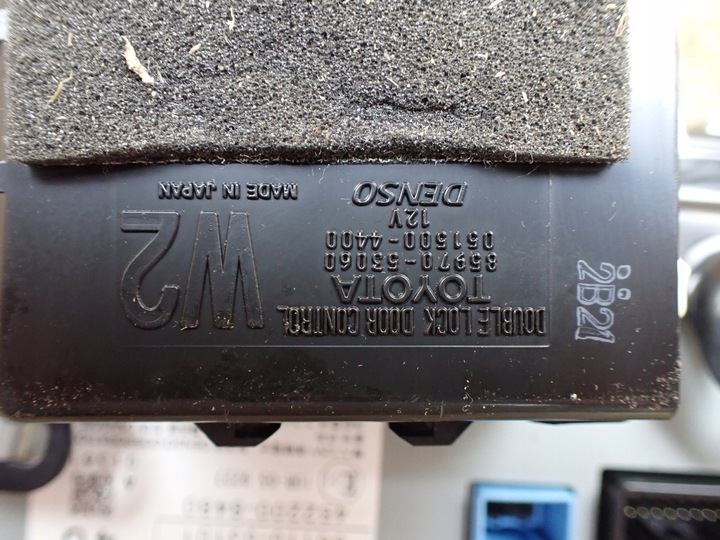 DOUBLE LOCK DOOR CONTROL
TOYOTA
85970-53060
051500-4400
12V
DENSO
MADE IN JAPAN
W2
2B21